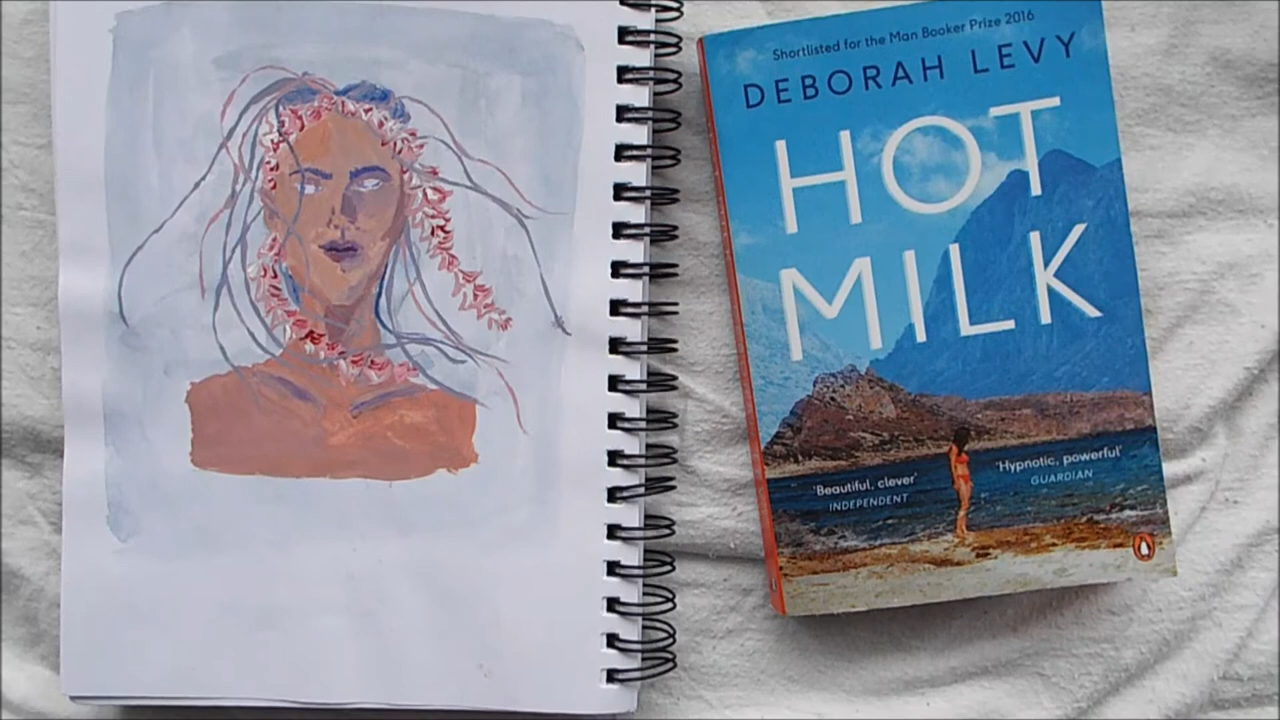 Shortlisted for the Man Booker Prize 2016
DEBORAH LEVY
HOT
MILK
'Beautiful, clever'
INDEPENDENT
'Hypnotic, powerful'
GUARDIAN